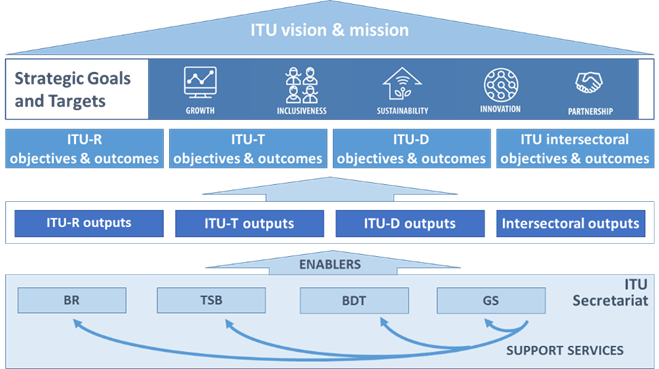 ITU vision & mission
Strategic Goals
and Targets
GROWTH
INCLUSIVENESS
SUSTAINABILITY
INNOVATION
PARTNERSHIP
ITU-R
objectives & outcomes
ITU-T
objectives & outcomes
ITU-D
objectives & outcomes
ITU intersectoral
objectives & outcomes
ITU-R outputs
ITU-T outputs
ITU-D outputs
Intersectoral outputs
ENABLERS
ITU
Secretariat
BR
TSB
BDT
GS
SUPPORT SERVICES